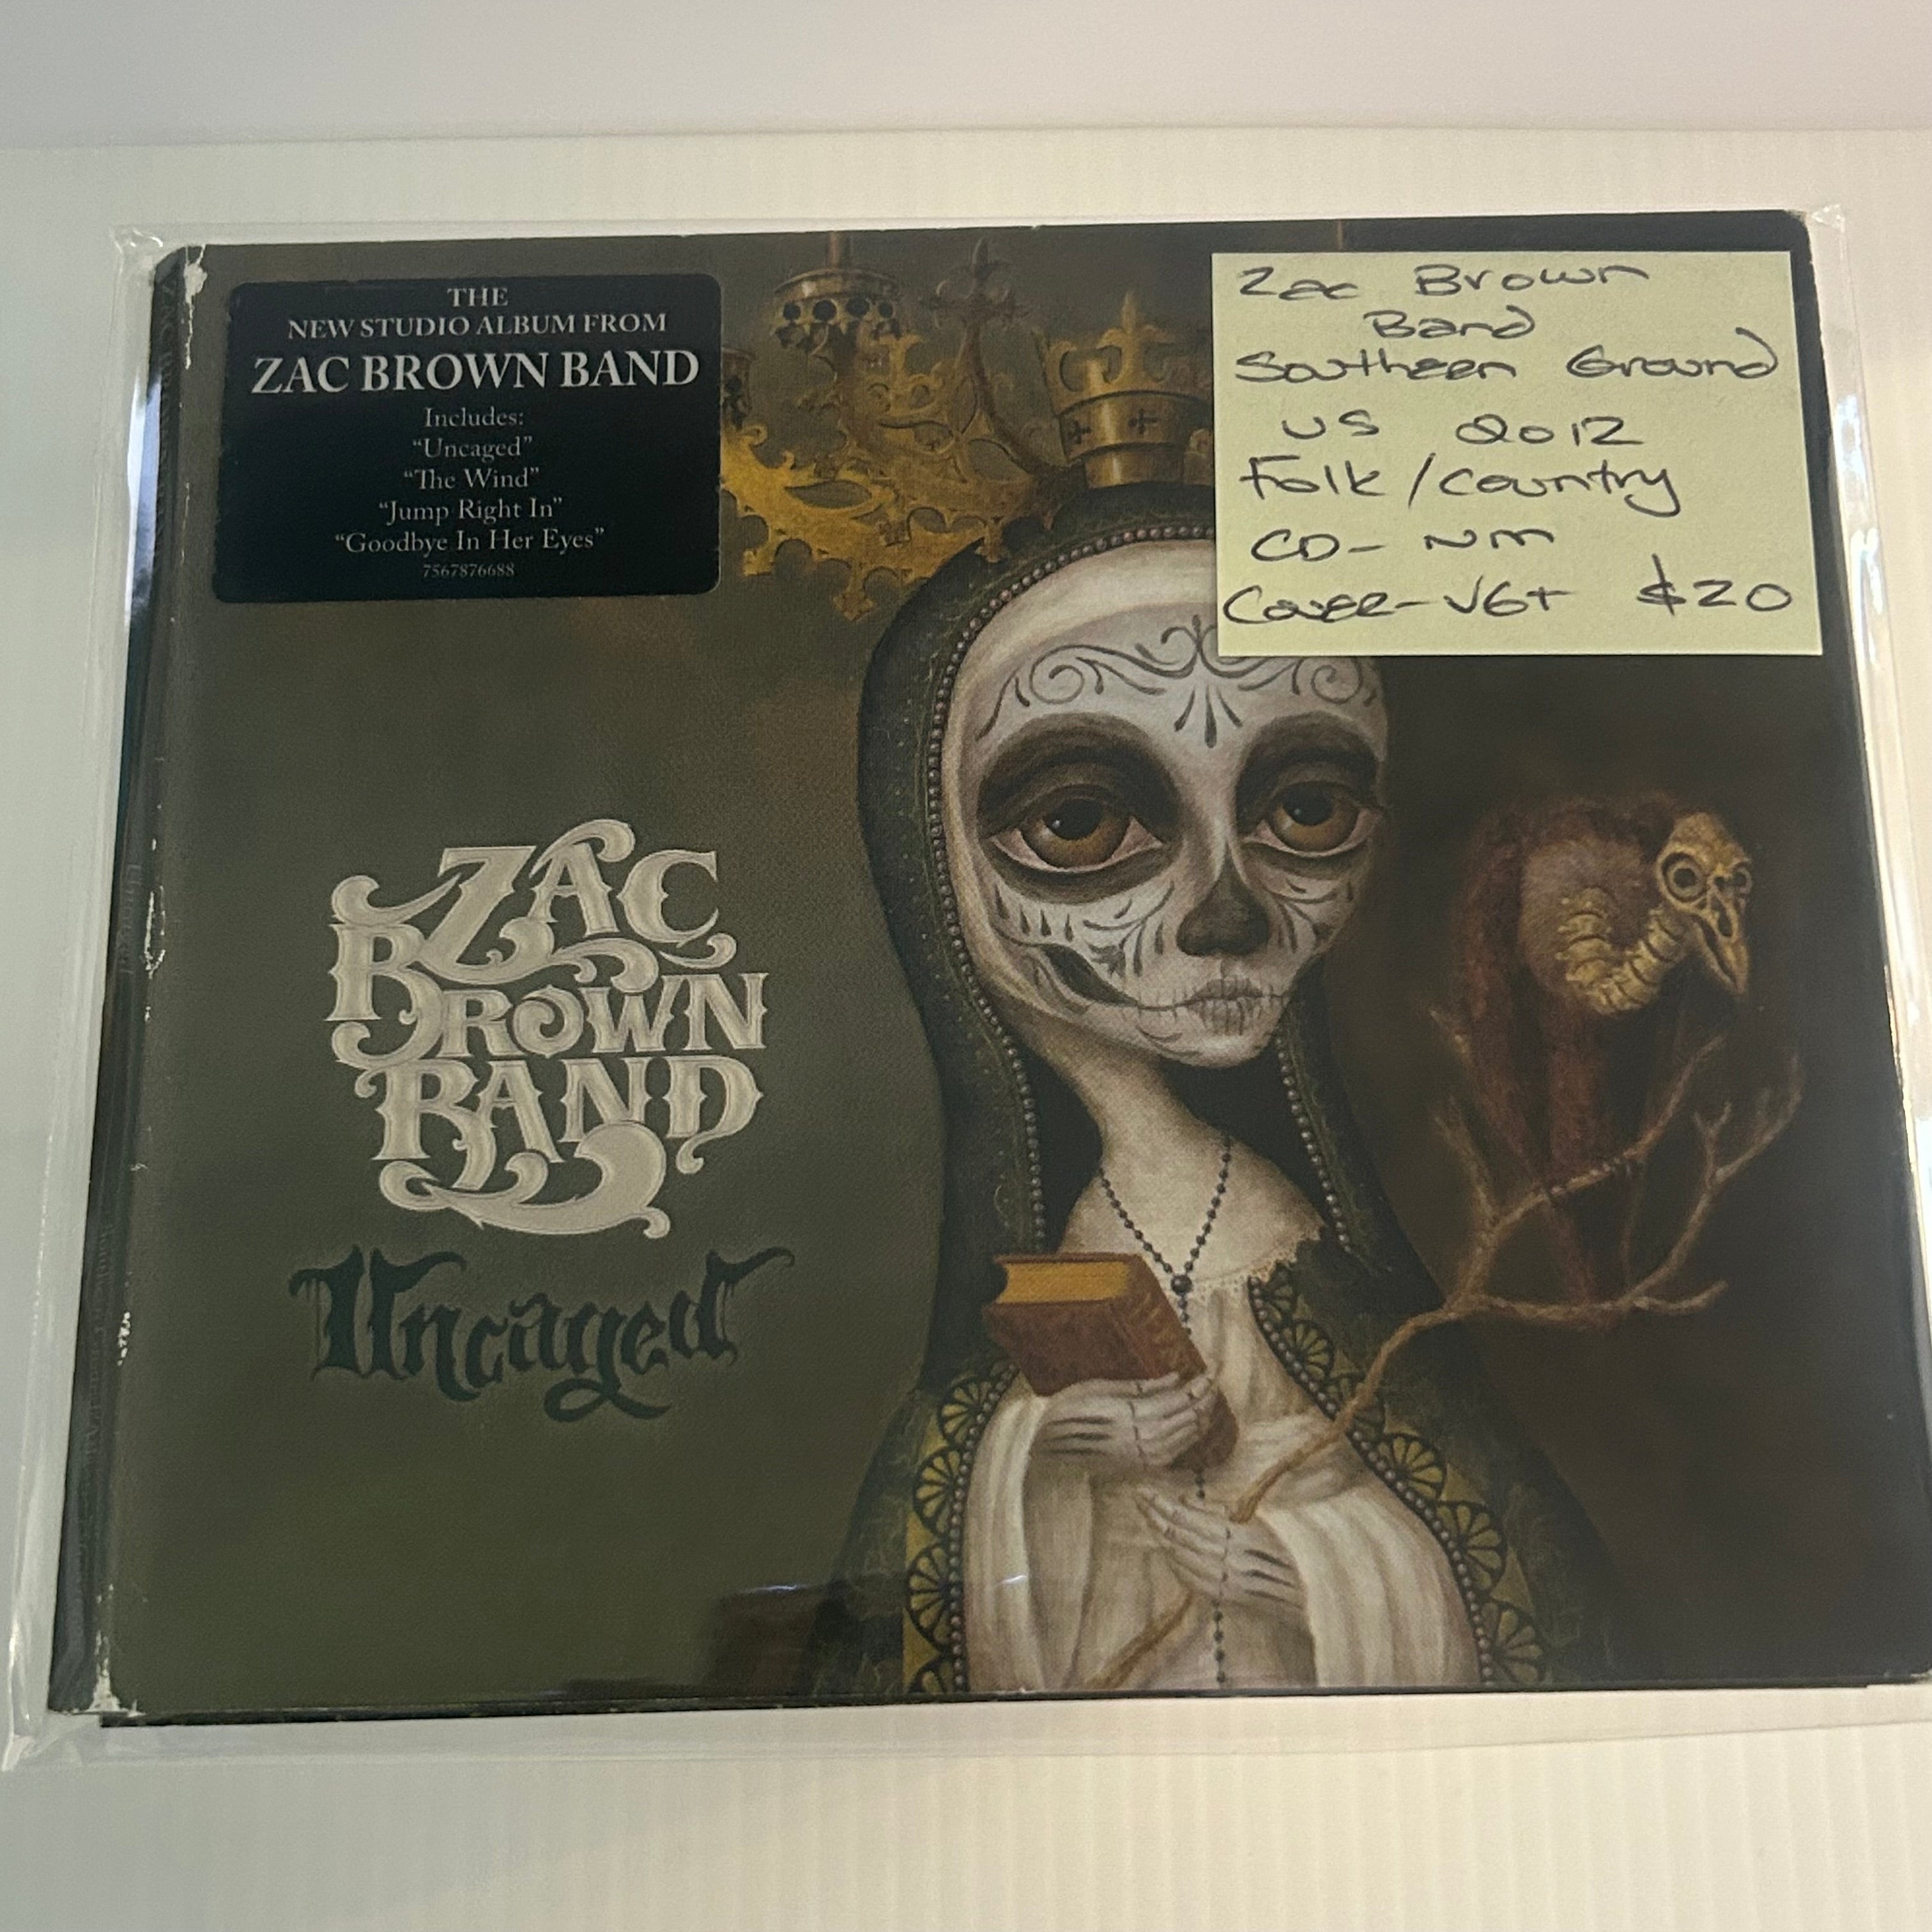 THE
NEW STUDIO ALBUM FROM
ZAC BROWN BAND
Includes:
"Uncaged"
"The Wind"
"Jump Right In"
"Goodbye In Her Eyes"
7567876688
Zac Brown
Band
Southern Ground
US 2012
Folk/Country
CD- NM
Cover-VG+ $20
ZAC
BROWN
BAND
Uncaged